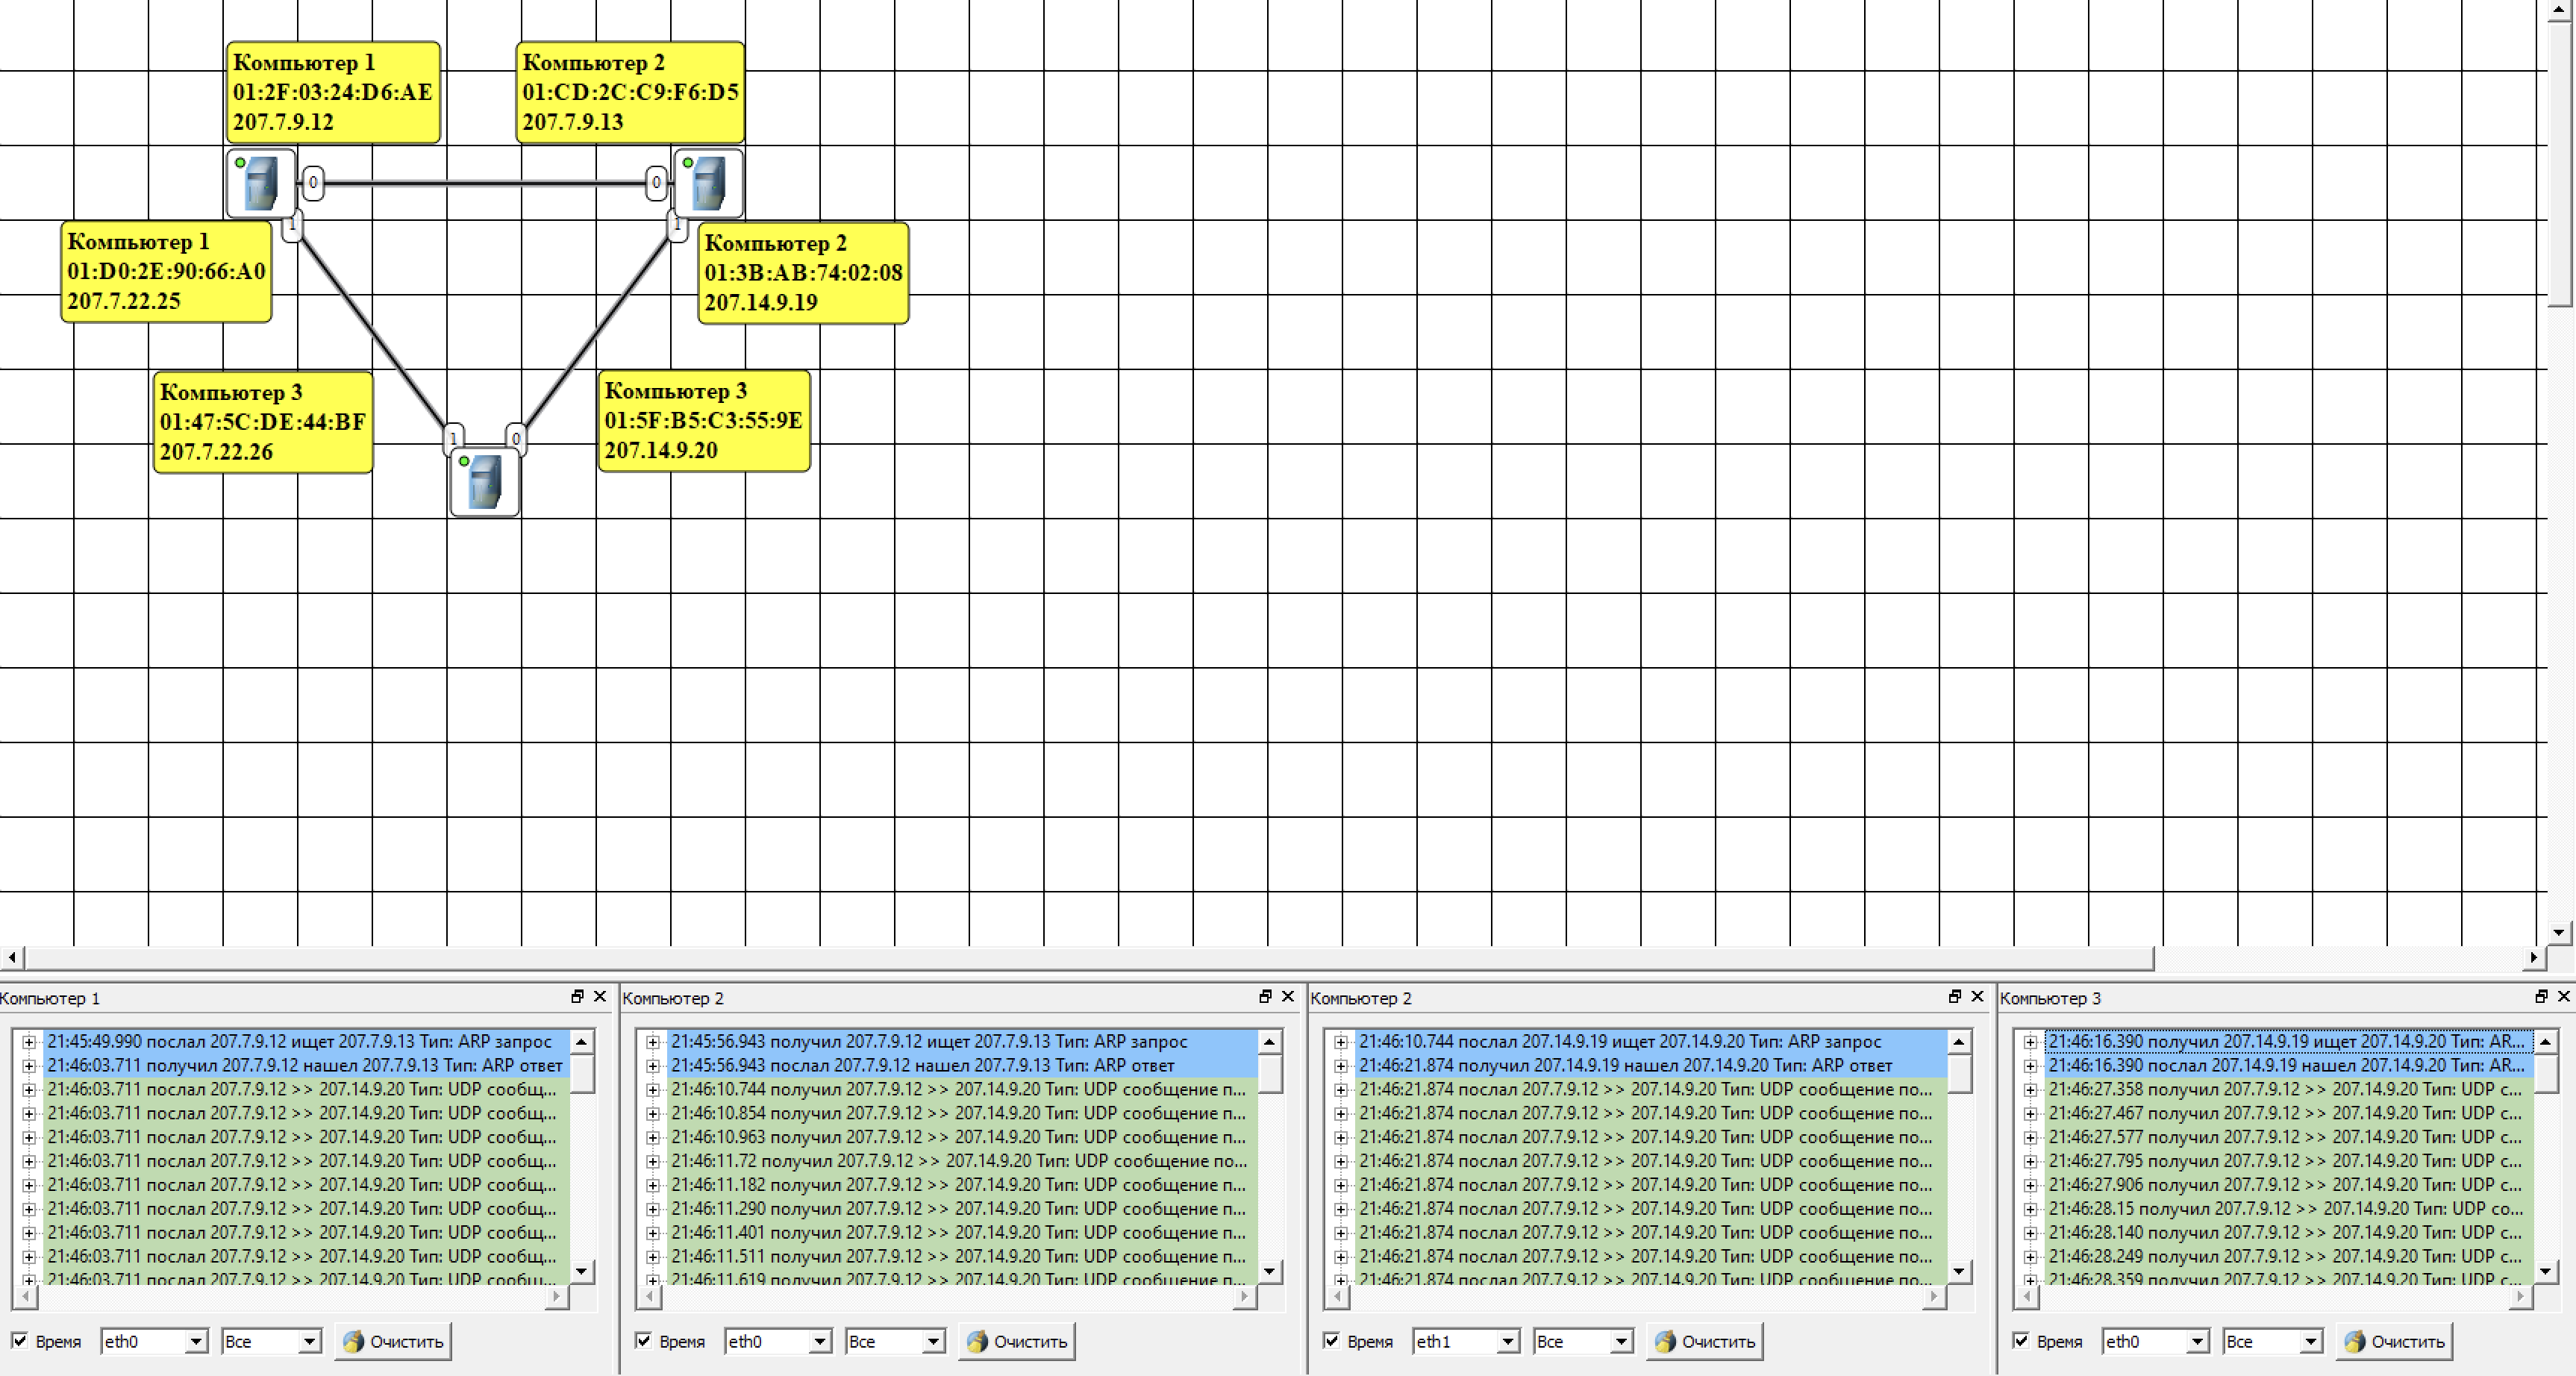 Компьютер 1
01:2F:03:24:D6:AE
207.7.9.12
Компьютер 2
01:CD:2C:C9:F6:D5
207.7.9.13
0
0
1
1
Компьютер 1
01:D0:2E:90:66:A0
207.7.22.25
Компьютер 2
01:3B:AB:74:02:08
207.14.9.19
Компьютер 3
01:47:5C:DE:44:BF
207.7.22.26
Компьютер 3
01:5F:B5:C3:55:9E
207.14.9.20
1
0
Компьютер 1
21:45:49.990 послал 207.7.9.12 ищет 207.7.9.13 Тип: ARP запрос
21:46:03.711 получил 207.7.9.12 нашел 207.7.9.13 Тип: ARP ответ
21:46:03.711 послал 207.7.9.12 >> 207.14.9.20 Тип: UDP сообщ...
21:46:03.711 послал 207.7.9.12 >> 207.14.9.20 Тип: UDP сообщ...
21:46:03.711 послал 207.7.9.12 >> 207.14.9.20 Тип: UDP сообщ...
21:46:03.711 послал 207.7.9.12 >> 207.14.9.20 Тип: UDP сообщ...
21:46:03.711 послал 207.7.9.12 >> 207.14.9.20 Тип: UDP сообщ...
21:46:03.711 послал 207.7.9.12 >> 207.14.9.20 Тип: UDP сообщ...
21:46:03.711 послал 207.7.9.12 >> 207.14.9.20 Тип: UDP сообщ...
21:46:03.711 послал 207.7.9.12 >> 207.14.9.20 Тип: UDP сообщ...
21:46:03.711 послал 207.7.9.12 >> 207.14.9.20 Тип: UDP сообщ...
Время eth0 Все Очистить
Компьютер 2
21:45:56.943 получил 207.7.9.12 ищет 207.7.9.13 Тип: ARP запрос
21:45:56.943 послал 207.7.9.12 нашел 207.7.9.13 Тип: ARP ответ
21:46:10.744 получил 207.7.9.12 >> 207.14.9.20 Тип: UDP сообщение п...
21:46:10.854 получил 207.7.9.12 >> 207.14.9.20 Тип: UDP сообщение п...
21:46:10.963 получил 207.7.9.12 >> 207.14.9.20 Тип: UDP сообщение п...
21:46:11.72 получил 207.7.9.12 >> 207.14.9.20 Тип: UDP сообщение по...
21:46:11.182 получил 207.7.9.12 >> 207.14.9.20 Тип: UDP сообщение п...
21:46:11.290 получил 207.7.9.12 >> 207.14.9.20 Тип: UDP сообщение п...
21:46:11.401 получил 207.7.9.12 >> 207.14.9.20 Тип: UDP сообщение п...
21:46:11.511 получил 207.7.9.12 >> 207.14.9.20 Тип: UDP сообщение п...
21:46:11.619 получил 207.7.9.12 >> 207.14.9.20 Тип: UDP сообщение п...
Время eth0 Все Очистить
Компьютер 2
21:46:10.744 послал 207.14.9.19 ищет 207.14.9.20 Тип: ARP запрос
21:46:21.874 получил 207.14.9.19 нашел 207.14.9.20 Тип: ARP ответ
21:46:21.874 послал 207.7.9.12 >> 207.14.9.20 Тип: UDP сообщение по...
21:46:21.874 послал 207.7.9.12 >> 207.14.9.20 Тип: UDP сообщение по...
21:46:21.874 послал 207.7.9.12 >> 207.14.9.20 Тип: UDP сообщение по...
21:46:21.874 послал 207.7.9.12 >> 207.14.9.20 Тип: UDP сообщение по...
21:46:21.874 послал 207.7.9.12 >> 207.14.9.20 Тип: UDP сообщение по...
21:46:21.874 послал 207.7.9.12 >> 207.14.9.20 Тип: UDP сообщение по...
21:46:21.874 послал 207.7.9.12 >> 207.14.9.20 Тип: UDP сообщение по...
21:46:21.874 послал 207.7.9.12 >> 207.14.9.20 Тип: UDP сообщение по...
21:46:21.874 послал 207.7.9.12 >> 207.14.9.20 Тип: UDP сообщение по...
Время eth1 Все Очистить
Компьютер 3
21:46:16.390 получил 207.14.9.19 ищет 207.14.9.20 Тип: AR...
21:46:16.390 послал 207.14.9.19 нашел 207.14.9.20 Тип: AR...
21:46:27.358 получил 207.7.9.12 >> 207.14.9.20 Тип: UDP с...
21:46:27.467 получил 207.7.9.12 >> 207.14.9.20 Тип: UDP с...
21:46:27.577 получил 207.7.9.12 >> 207.14.9.20 Тип: UDP с...
21:46:27.795 получил 207.7.9.12 >> 207.14.9.20 Тип: UDP с...
21:46:27.906 получил 207.7.9.12 >> 207.14.9.20 Тип: UDP с...
21:46:28.15 получил 207.7.9.12 >> 207.14.9.20 Тип: UDP со...
21:46:28.140 получил 207.7.9.12 >> 207.14.9.20 Тип: UDP с...
21:46:28.249 получил 207.7.9.12 >> 207.14.9.20 Тип: UDP с...
21:46:28.359 получил 207.7.9.12 >> 207.14.9.20 Тип: UDP с...
Время eth0 Все Очистить